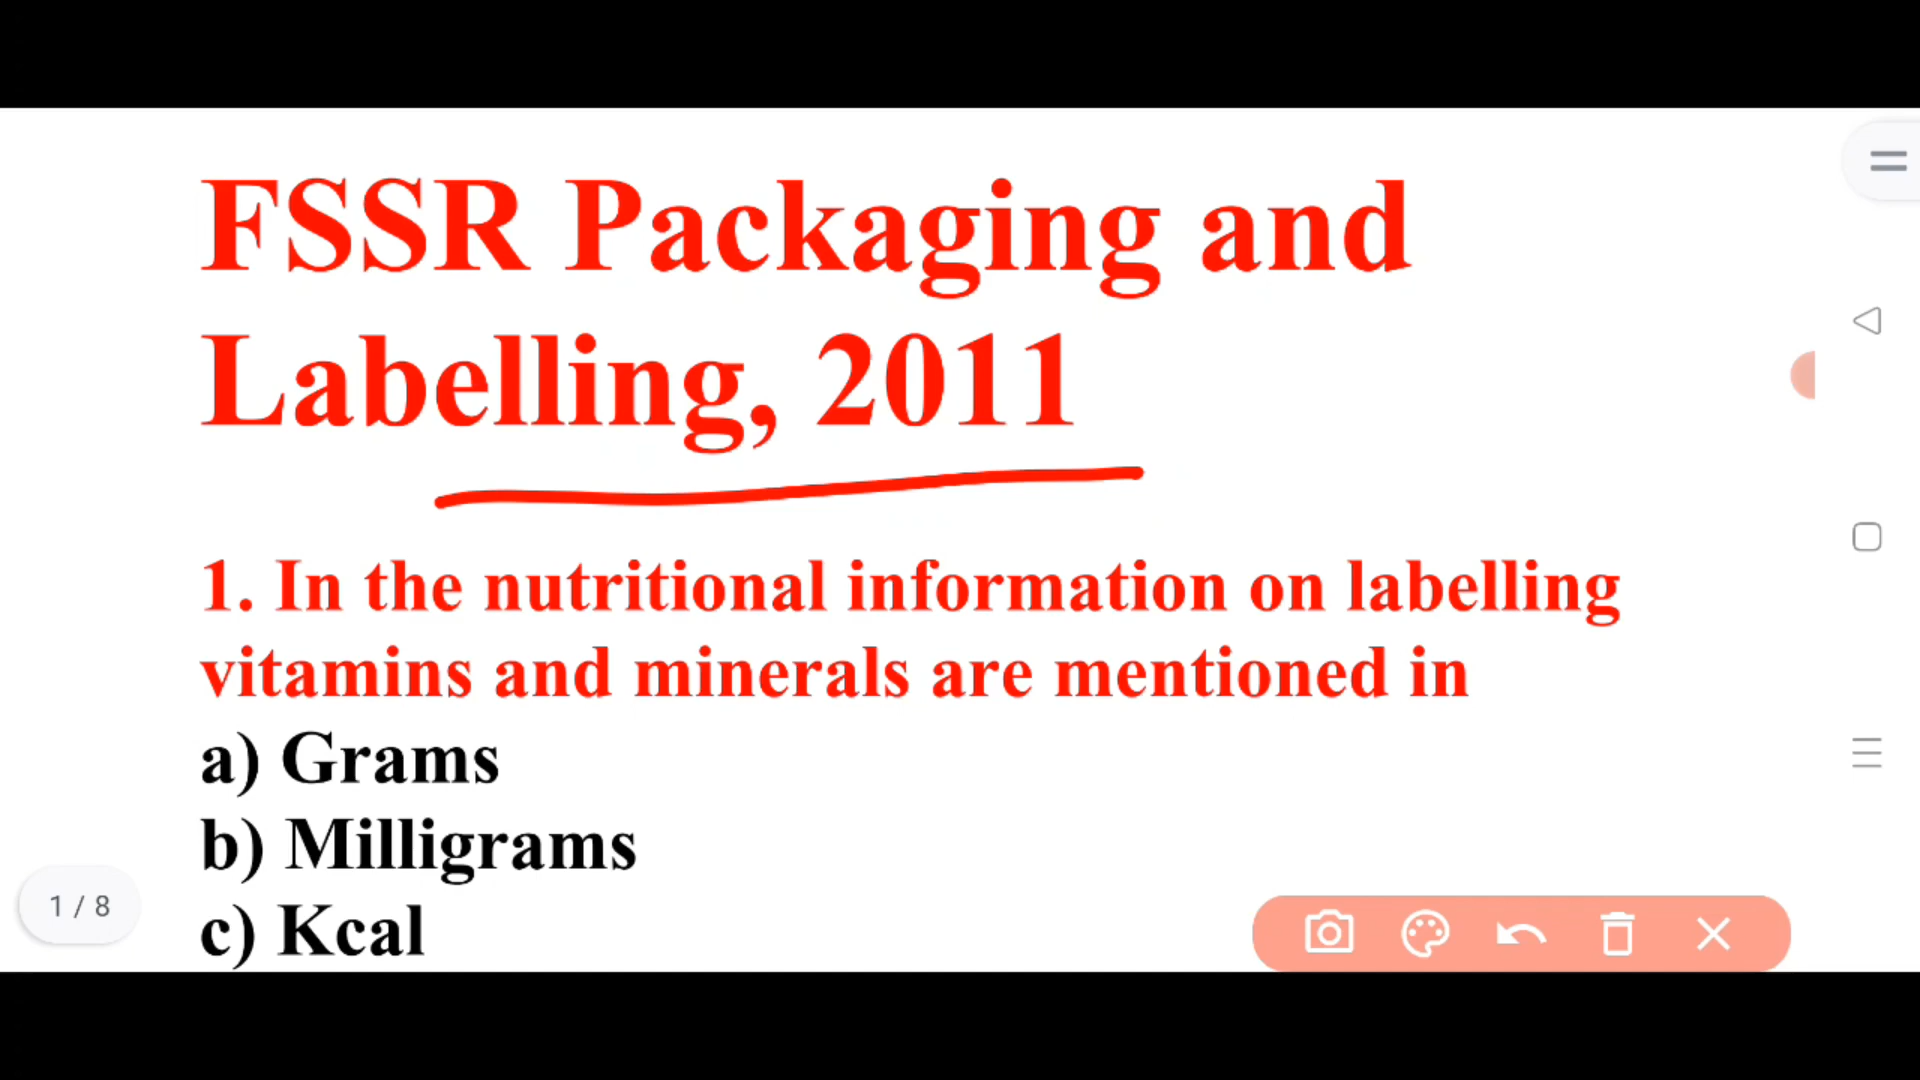 FSSR Packaging and
Labelling, 2011
1. In the nutritional information on labelling
vitamins and minerals are mentioned in
a) Grams
b) Milligrams
c) Kcal
1 / 8